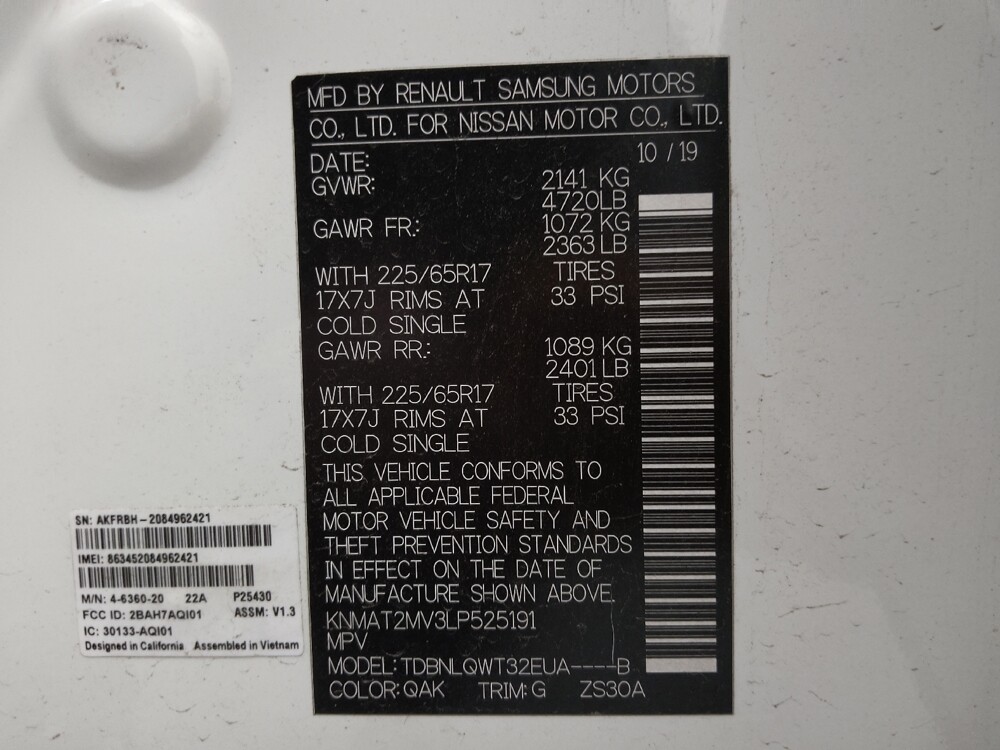 MFD BY RENAULT SAMSUNG MOTORS
CO., LTD. FOR NISSAN MOTOR CO., LTD.
DATE: 10 / 19
GVWR: 2141 KG
4720LB
GAWR FR.: 1072 KG
2363 LB
WITH 225/65R17 TIRES
17X7J RIMS AT 33 PSI
COLD SINGLE
GAWR RR.: 1089 KG
2401LB
WITH 225/65R17 TIRES
17X7J RIMS AT 33 PSI
COLD SINGLE
THIS VEHICLE CONFORMS TO
ALL APPLICABLE FEDERAL
MOTOR VEHICLE SAFETY AND
THEFT PREVENTION STANDARDS
IN EFFECT ON THE DATE OF
MANUFACTURE SHOWN ABOVE.
KNMAT2MV3LP525191
MPV
MODEL: TDBNLQWT32EUA----B
COLOR: QAK TRIM: G ZS30A
SN: AKFRBH-2084962421
IMEI: 863452084962421
M/N: 4-6360-20 22A P25430
FCC ID: 2BAH7AQI01 ASSM: V1.3
IC: 30133-AQI01
Designed in California Assembled in Vietnam